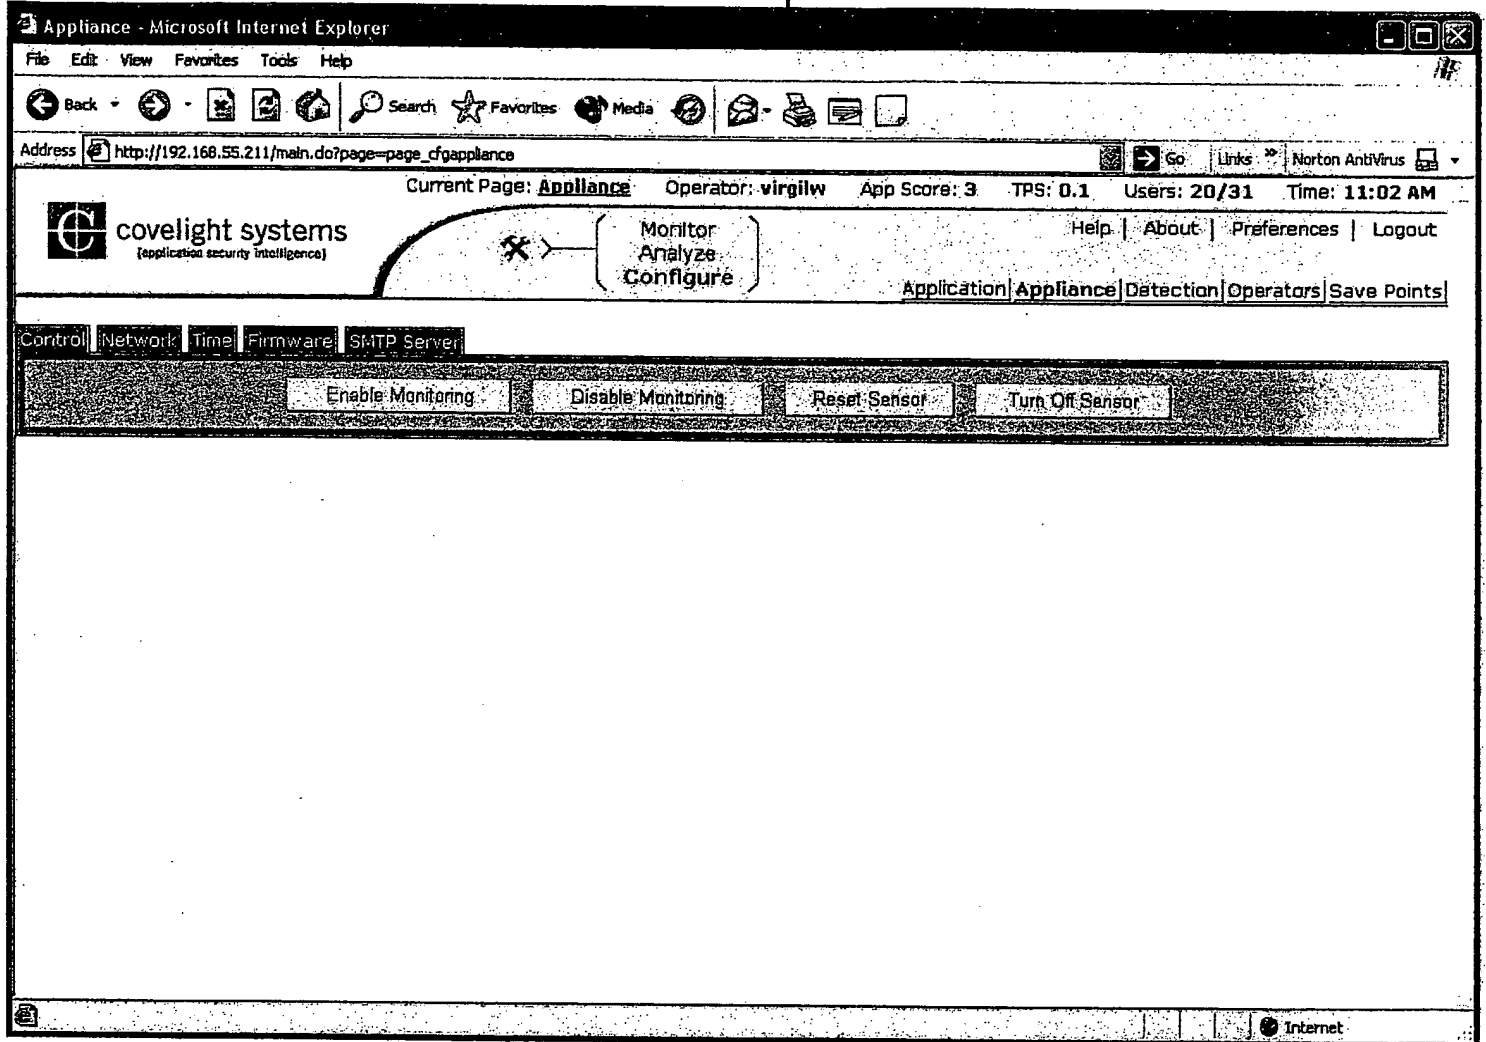 Appliance - Microsoft Internet Explorer
File Edit View Favorites Tools Help
Back Search Favorites Media
Address http://192.168.55.211/main.do?page=page_cfgappliance Go Links » Norton AntiVirus
Current Page: Appliance Operator: virgilw App Score: 3 TPS: 0.1 Users: 20/31 Time: 11:02 AM
covelight systems
[application security intelligence]
Monitor
Analyze
Configure
Help | About | Preferences | Logout
Application Appliance Detection Operators Save Points
Control Network Time Firmware SMTP Server
Enable Monitoring Disable Monitoring Reset Sensor Turn Off Sensor
Internet